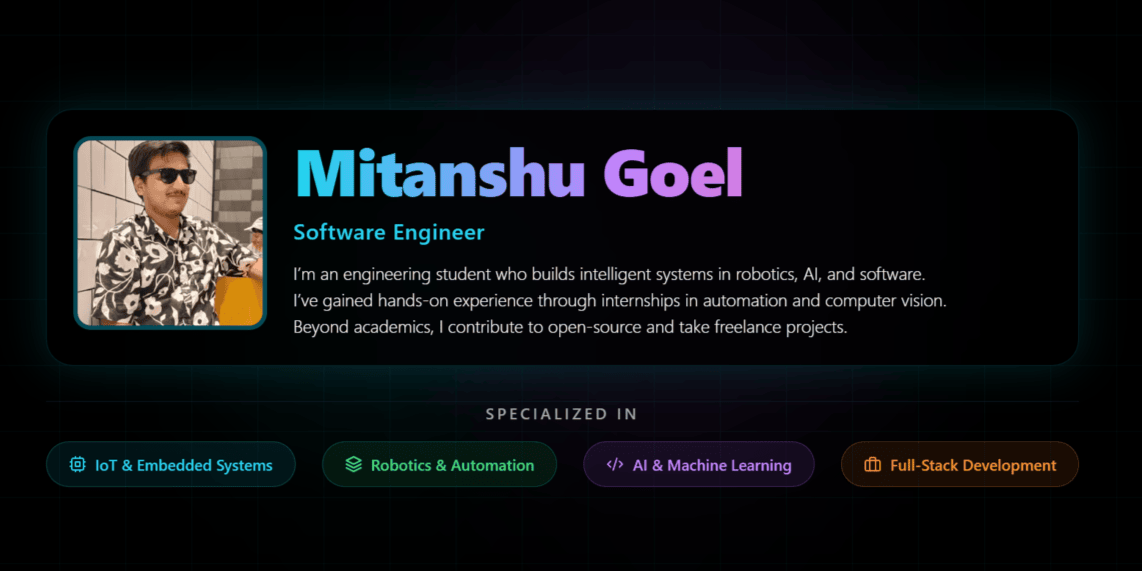 Mitanshu Goel
Software Engineer
I’m an engineering student who builds intelligent systems in robotics, AI, and software.
I’ve gained hands-on experience through internships in automation and computer vision.
Beyond academics, I contribute to open-source and take freelance projects.
SPECIALIZED IN
IoT & Embedded Systems
Robotics & Automation
AI & Machine Learning
Full-Stack Development